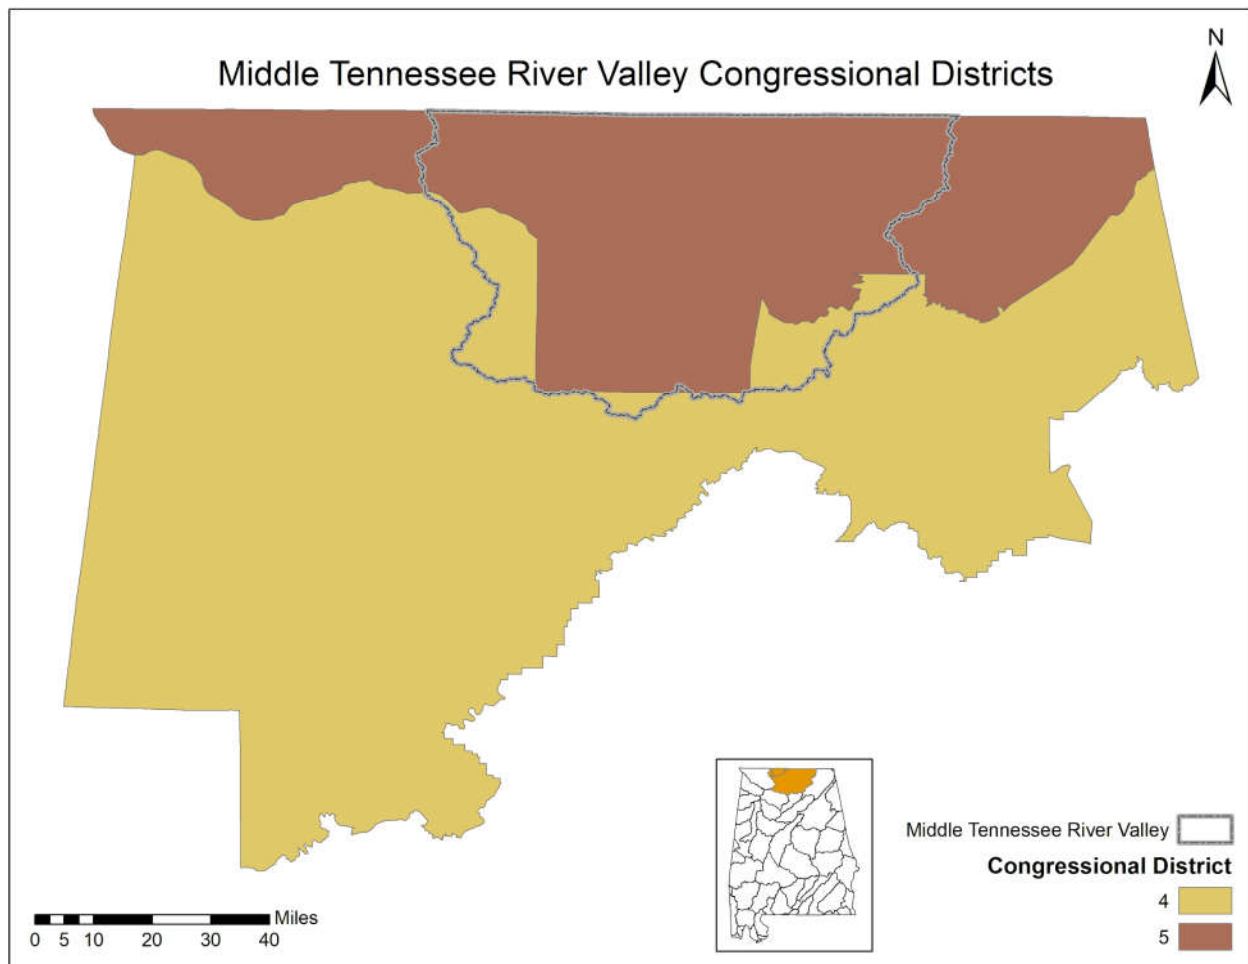 Middle Tennessee River Valley Congressional Districts
N
Middle Tennessee River Valley
Congressional District
4
5
Miles
0 5 10 20 30 40